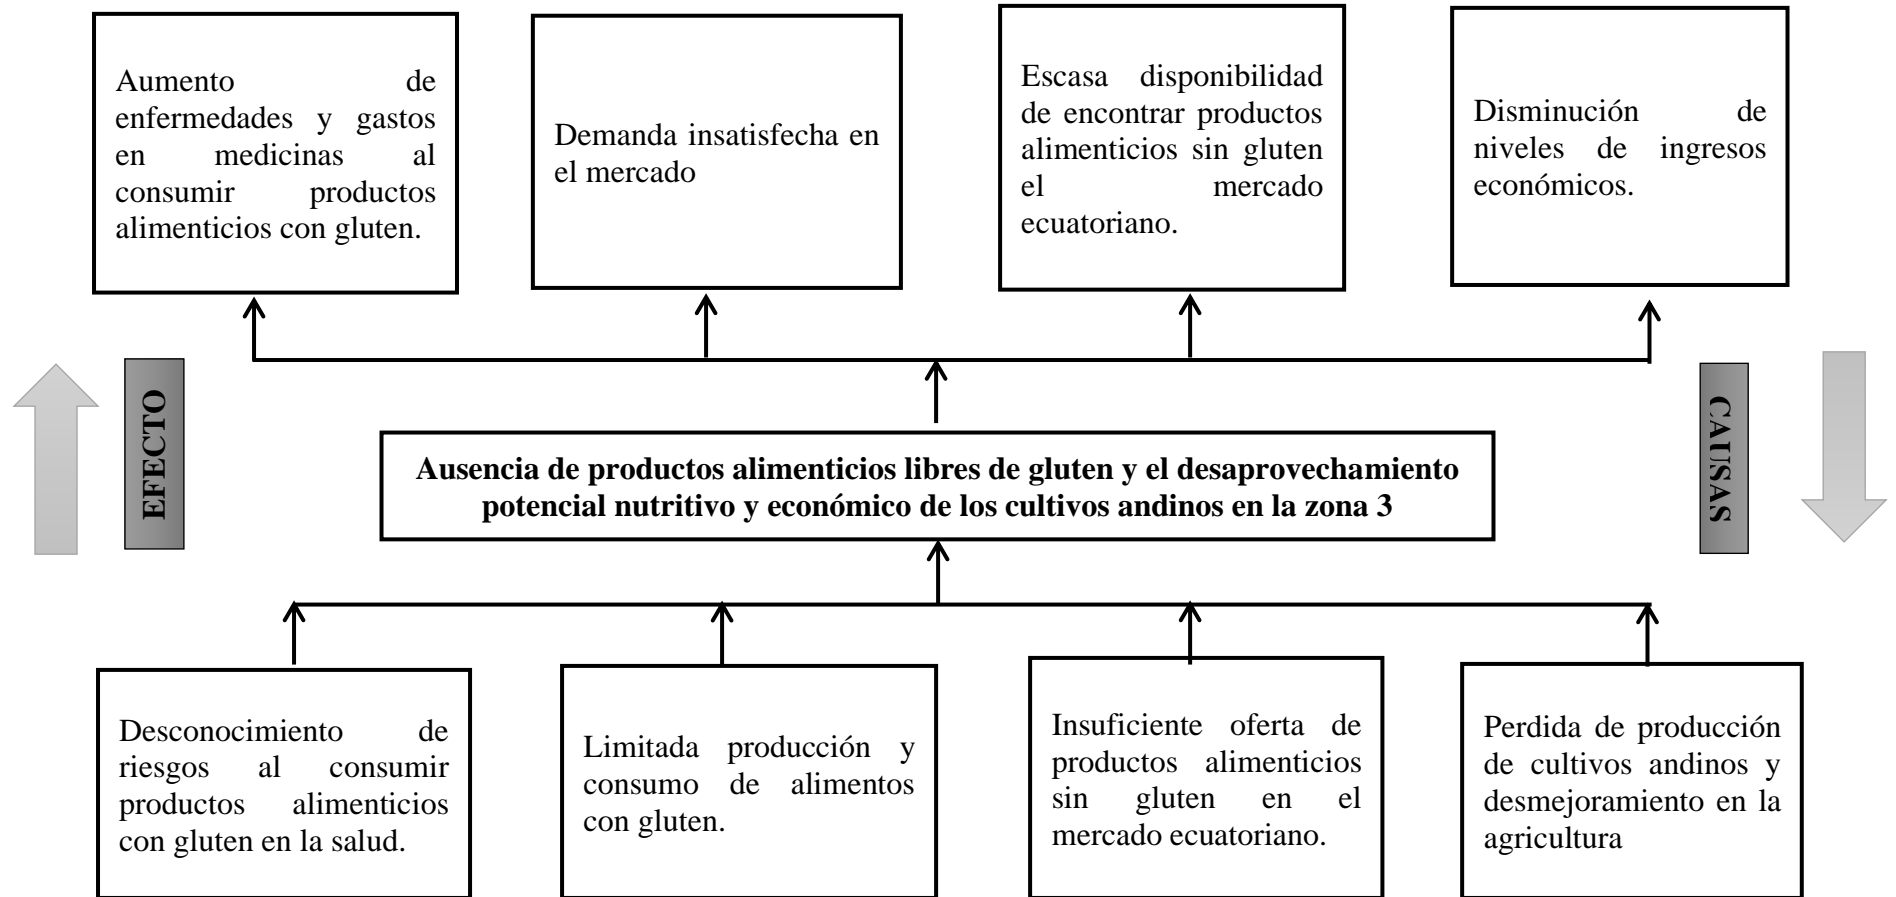 Aumento de
enfermedades y gastos
en medicinas al
consumir productos
alimenticios con gluten.
Demanda insatisfecha en
el mercado
Escasa disponibilidad
de encontrar productos
alimenticios sin gluten
el mercado
ecuatoriano.
Disminución de
niveles de ingresos
económicos.
EFECTO
CAUSAS
Ausencia de productos alimenticios libres de gluten y el desaprovechamiento
potencial nutritivo y económico de los cultivos andinos en la zona 3
Desconocimiento de
riesgos al consumir
productos alimenticios
con gluten en la salud.
Limitada producción y
consumo de alimentos
con gluten.
Insuficiente oferta de
productos alimenticios
sin gluten en el
mercado ecuatoriano.
Perdida de producción
de cultivos andinos y
desmejoramiento en la
agricultura